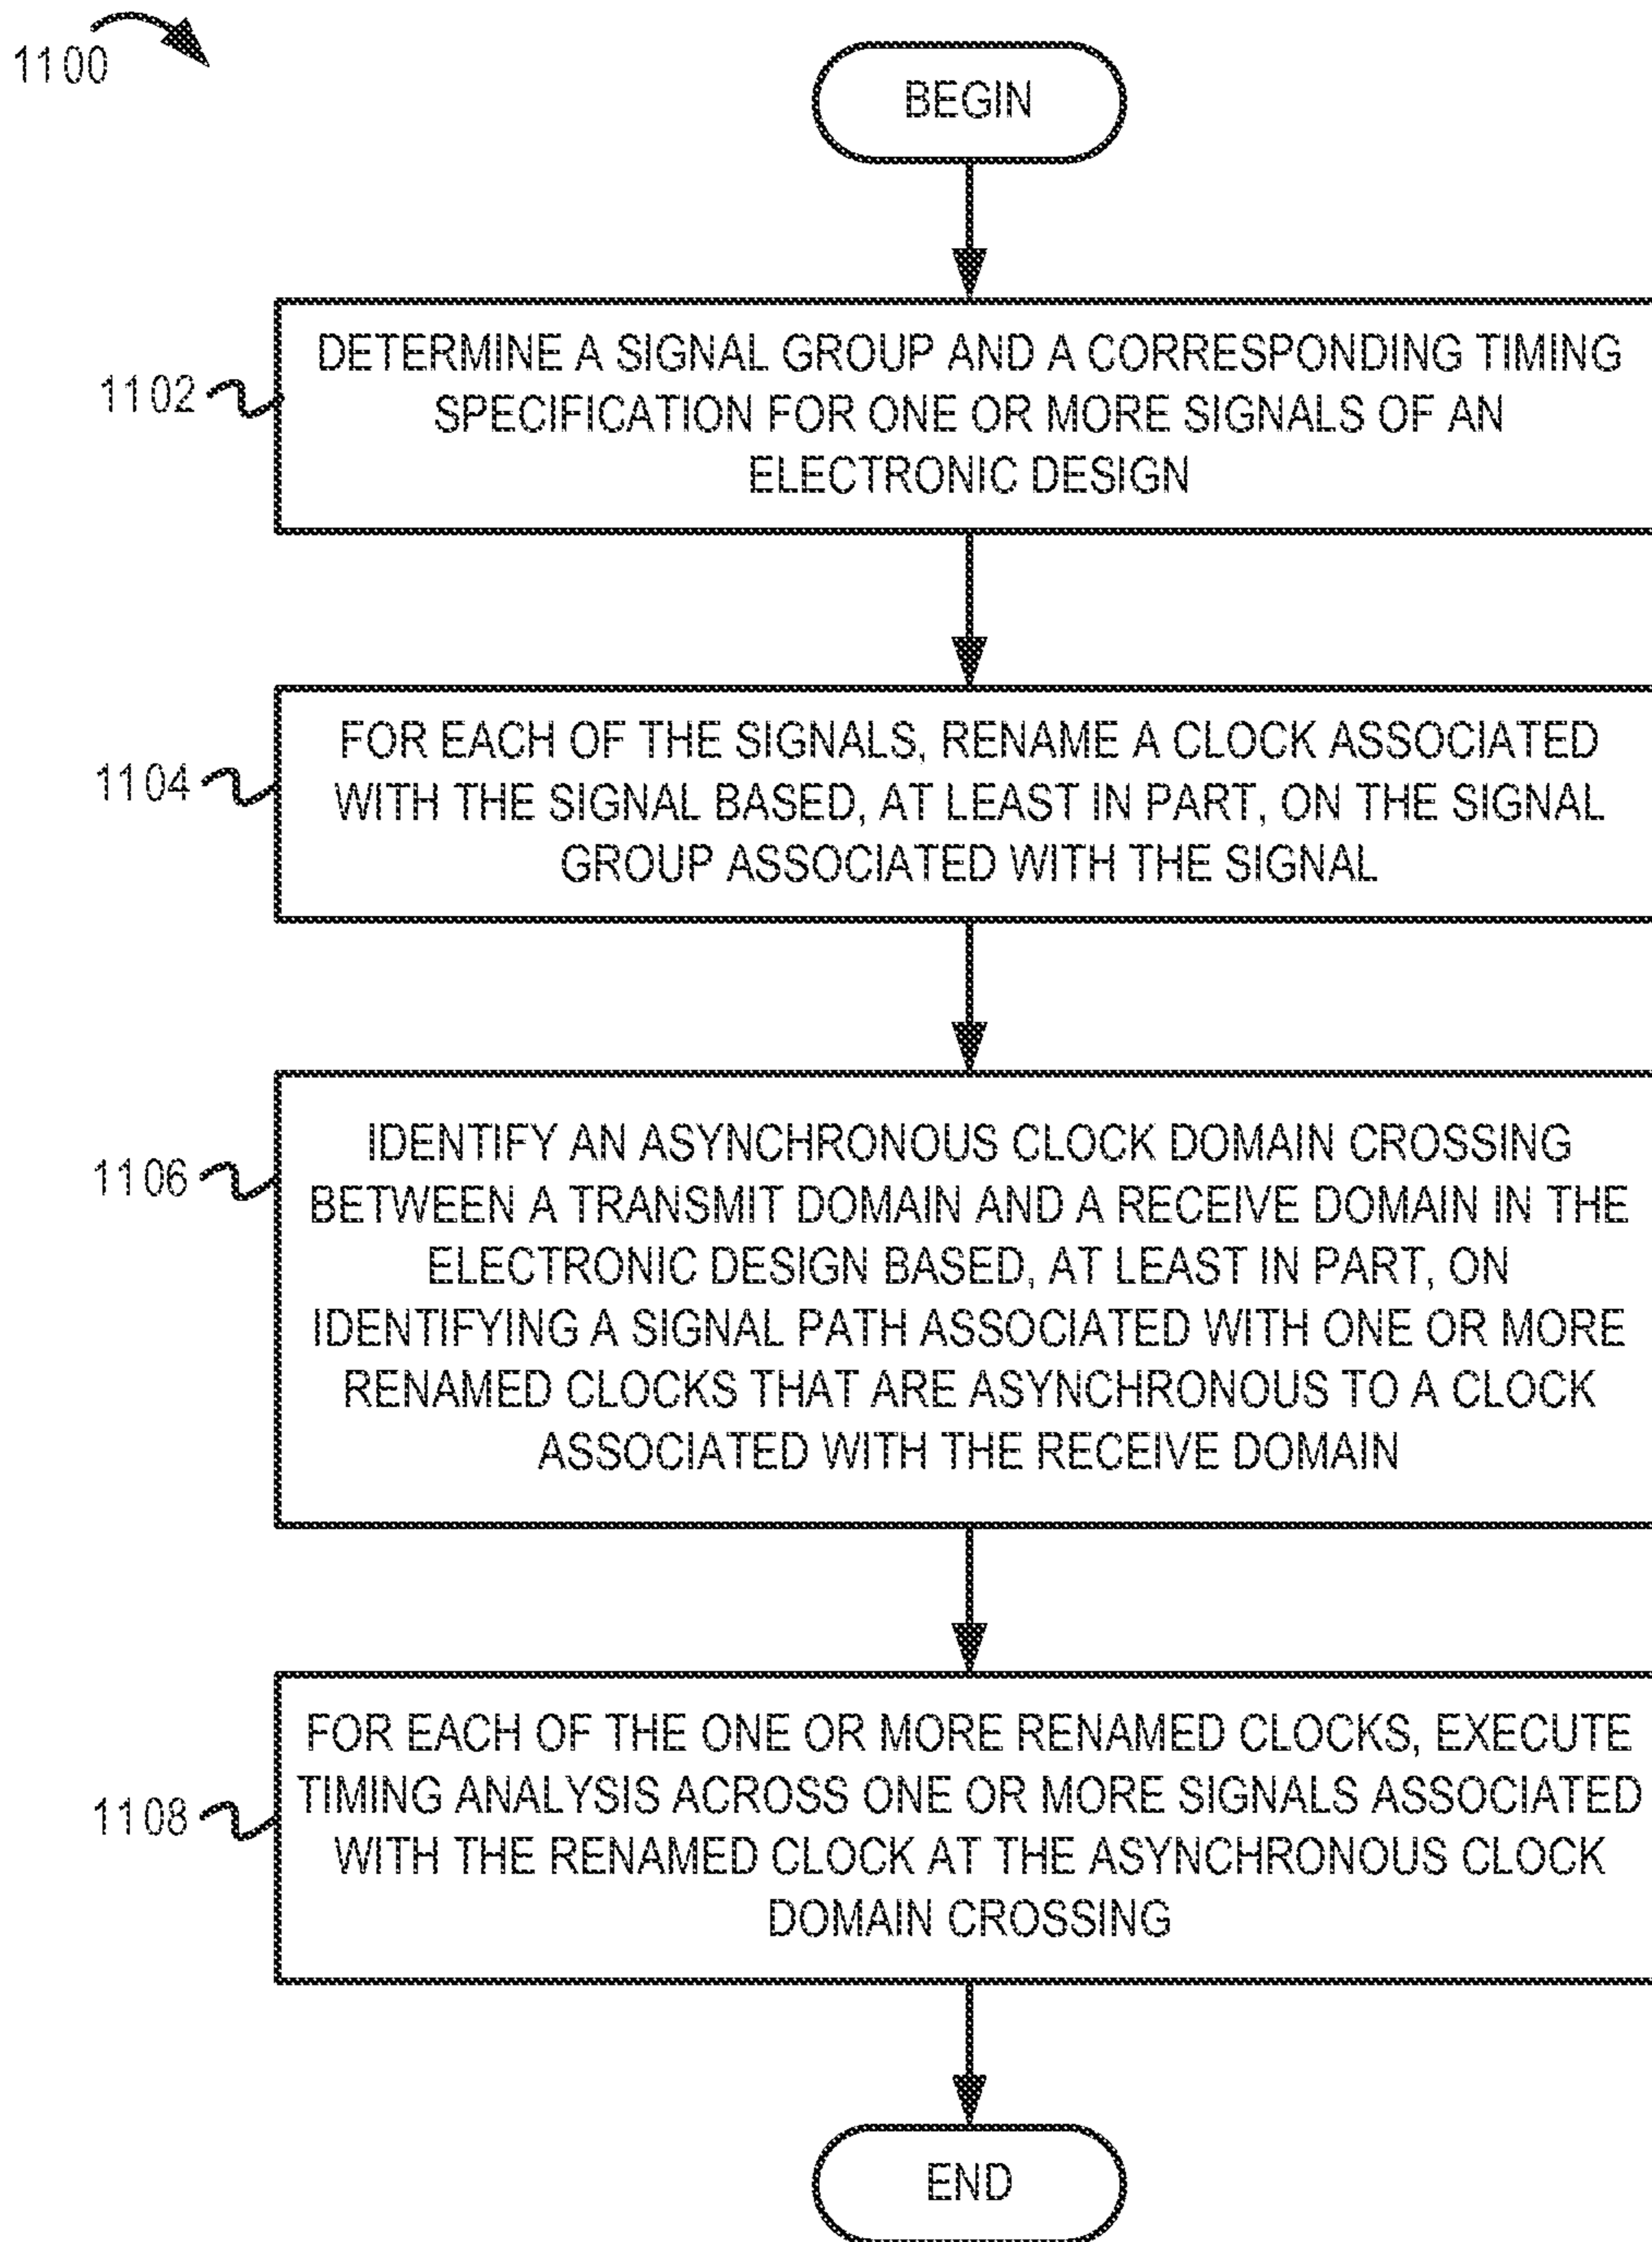 1100
BEGIN
1102
DETERMINE A SIGNAL GROUP AND A CORRESPONDING TIMING
SPECIFICATION FOR ONE OR MORE SIGNALS OF AN
ELECTRONIC DESIGN
1104
FOR EACH OF THE SIGNALS, RENAME A CLOCK ASSOCIATED
WITH THE SIGNAL BASED, AT LEAST IN PART, ON THE SIGNAL
GROUP ASSOCIATED WITH THE SIGNAL
1106
IDENTIFY AN ASYNCHRONOUS CLOCK DOMAIN CROSSING
BETWEEN A TRANSMIT DOMAIN AND A RECEIVE DOMAIN IN THE
ELECTRONIC DESIGN BASED, AT LEAST IN PART, ON
IDENTIFYING A SIGNAL PATH ASSOCIATED WITH ONE OR MORE
RENAMED CLOCKS THAT ARE ASYNCHRONOUS TO A CLOCK
ASSOCIATED WITH THE RECEIVE DOMAIN
1108
FOR EACH OF THE ONE OR MORE RENAMED CLOCKS, EXECUTE
TIMING ANALYSIS ACROSS ONE OR MORE SIGNALS ASSOCIATED
WITH THE RENAMED CLOCK AT THE ASYNCHRONOUS CLOCK
DOMAIN CROSSING
END